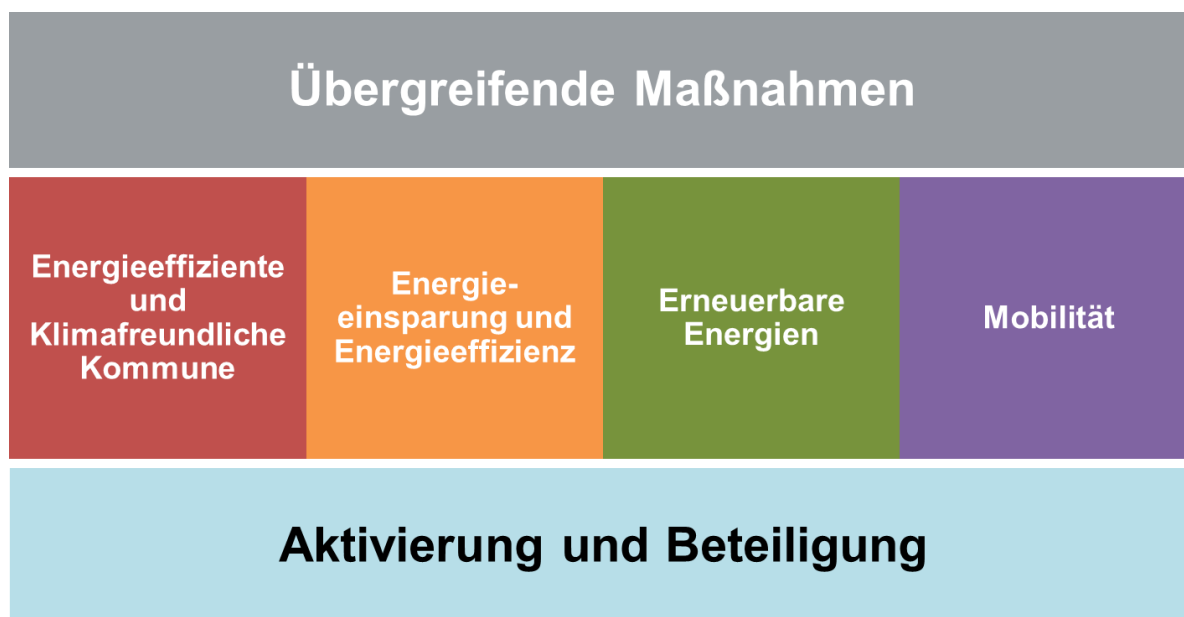 Übergreifende Maßnahmen
Energieeffiziente
und
Klimafreundliche
Kommune
Energie-
einsparung und
Energieeffizienz
Erneuerbare
Energien
Mobilität
Aktivierung und Beteiligung